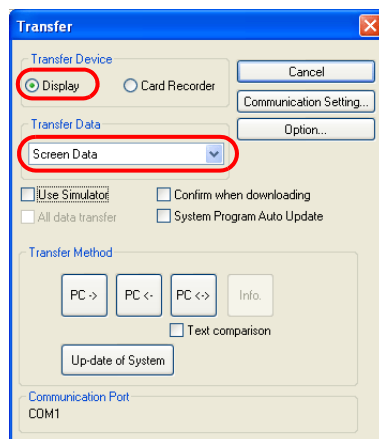 Transfer
Transfer Device
Display
Card Recorder
Cancel
Communication Setting...
Transfer Data
Option...
Screen Data
Use Simulator
Confirm when downloading
All data transfer
System Program Auto Update
Transfer Method
PC ->
PC <-
PC <->
Info.
Text comparison
Up-date of System
Communication Port
COM1